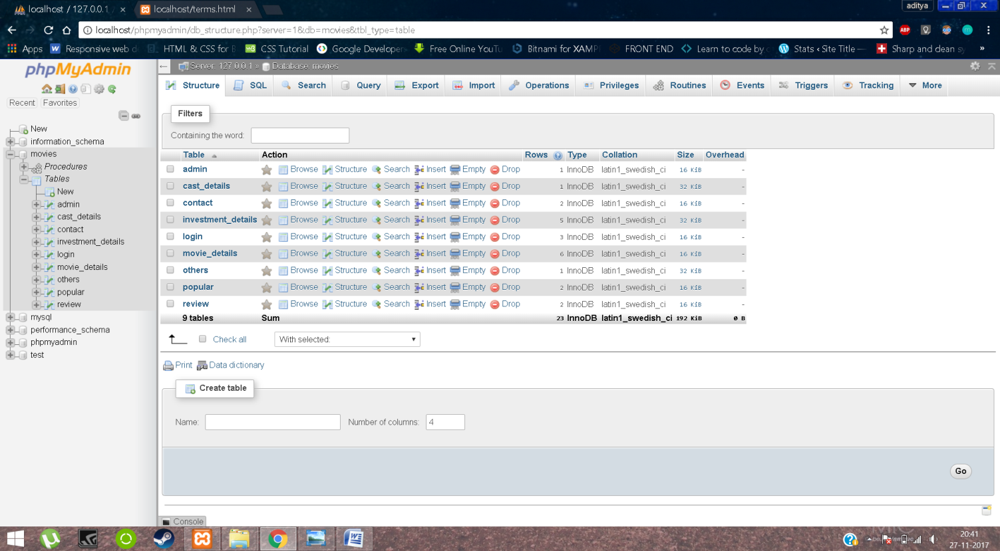 localhost / 127.0.0.1
localhost/terms.html
aditya
localhost/phpmyadmin/db_structure.php?server=1&db=movies&tbl_type=table
ABP
Apps
Responsive web d
HTML & CSS for B
CSS Tutorial
Google Developer
Free Online YouTu
Bitnami for XAMP
FRONT END
Learn to code by
Stats ‹ Site Title —
Sharp and clean sy
»
phpMyAdmin
Recent Favorites
New
information_schema
movies
Procedures
Tables
New
admin
cast_details
contact
investment_details
login
movie_details
others
popular
review
mysql
performance_schema
phpmyadmin
test
Server: 127.0.0.1 » Database: movies
Structure SQL Search Query Export Import Operations Privileges Routines Events Triggers Tracking More
Filters
Containing the word:
Table Action Rows Type Collation Size Overhead
admin Browse Structure Search Insert Empty Drop 1 InnoDB latin1_swedish_ci 16 KiB -
cast_details Browse Structure Search Insert Empty Drop 1 InnoDB latin1_swedish_ci 32 KiB -
contact Browse Structure Search Insert Empty Drop 2 InnoDB latin1_swedish_ci 16 KiB -
investment_details Browse Structure Search Insert Empty Drop 5 InnoDB latin1_swedish_ci 32 KiB -
login Browse Structure Search Insert Empty Drop 3 InnoDB latin1_swedish_ci 16 KiB -
movie_details Browse Structure Search Insert Empty Drop 6 InnoDB latin1_swedish_ci 16 KiB -
others Browse Structure Search Insert Empty Drop 1 InnoDB latin1_swedish_ci 32 KiB -
popular Browse Structure Search Insert Empty Drop 2 InnoDB latin1_swedish_ci 16 KiB -
review Browse Structure Search Insert Empty Drop 2 InnoDB latin1_swedish_ci 16 KiB -
9 tables Sum 23 InnoDB latin1_swedish_ci 192 KiB 0 B
Check all With selected:
Print Data dictionary
Create table
Name: Number of columns: 4
Go
Console
20:41
27-11-2017